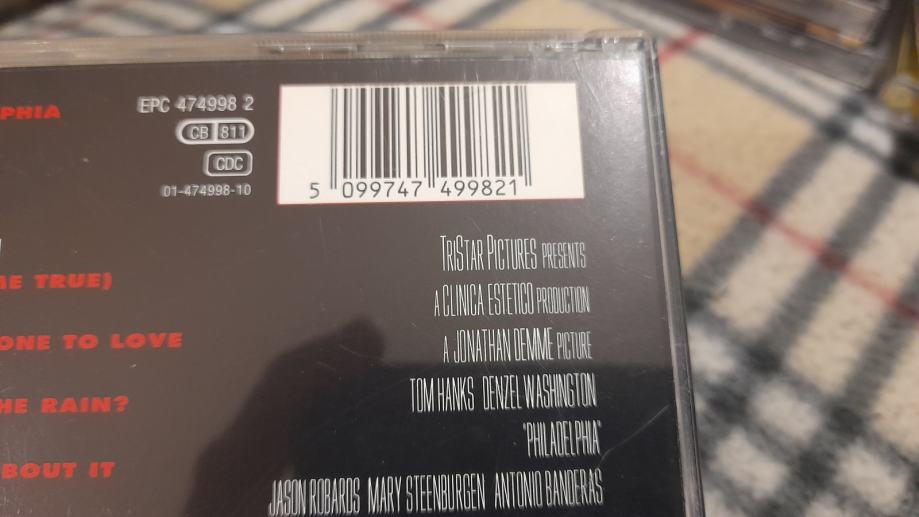 PHIA
EPC 474998 2
CB 811
CDC
01-474998-10
5 099747 499821
TRISTAR PICTURES PRESENTS
A CLINICA ESTETICO PRODUCTION
A JONATHAN DEMME PICTURE
TOM HANKS DENZEL WASHINGTON
"PHILADELPHIA"
JASON ROBARDS MARY STEENBURGEN ANTONIO BANDERAS
ME TRUE)
ONE TO LOVE
HE RAIN?
BOUT IT